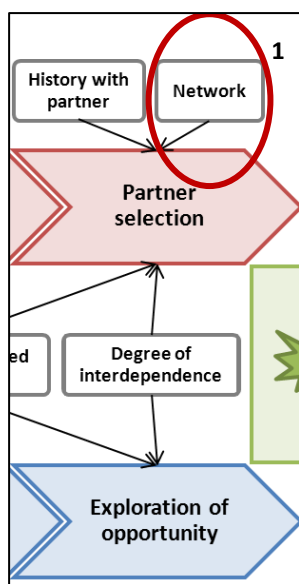 1
History with
partner
Network
Partner
selection
ed
Degree of
interdependence
Exploration of
opportunity